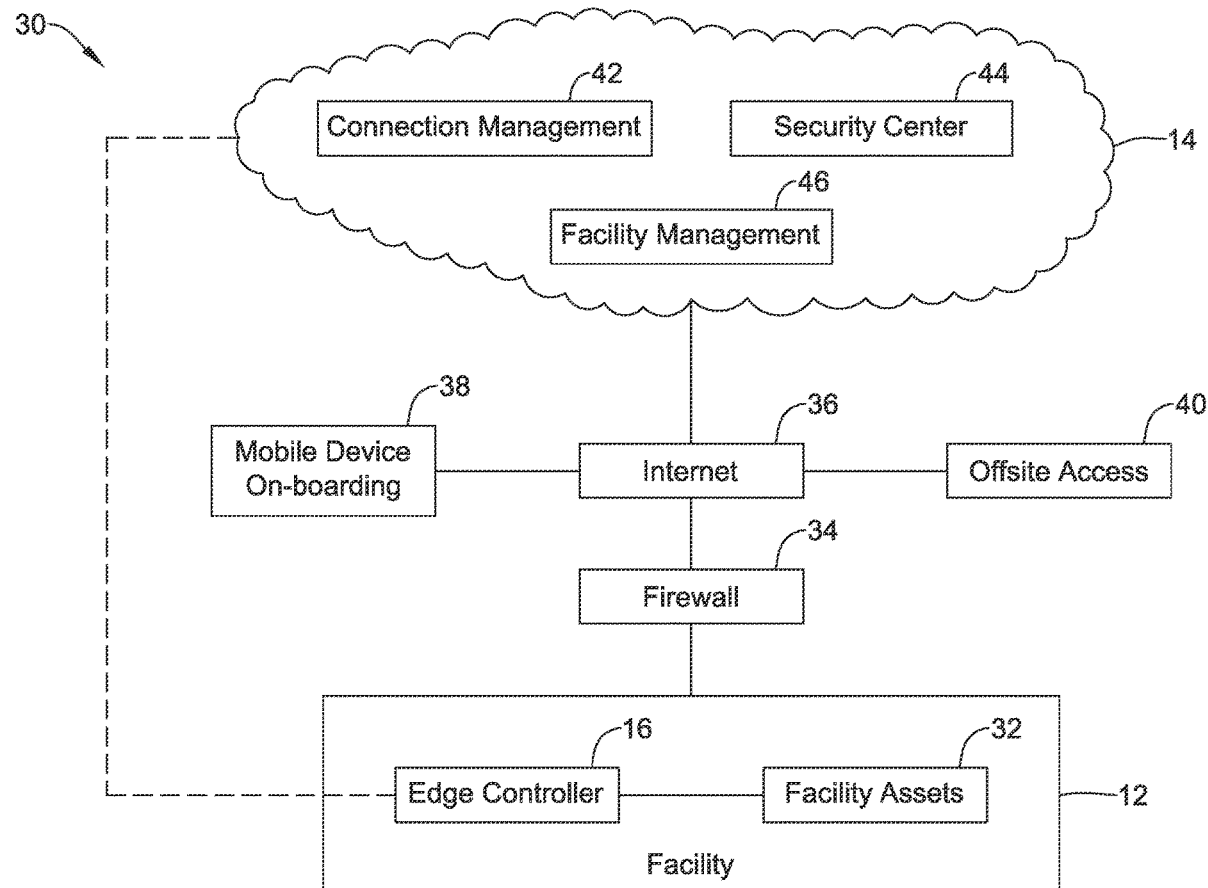 30
42
44
Connection Management
Security Center
14
46
Facility Management
38
36
40
Mobile Device
On-boarding
Internet
Offsite Access
34
Firewall
16
32
Edge Controller
Facility Assets
12
Facility